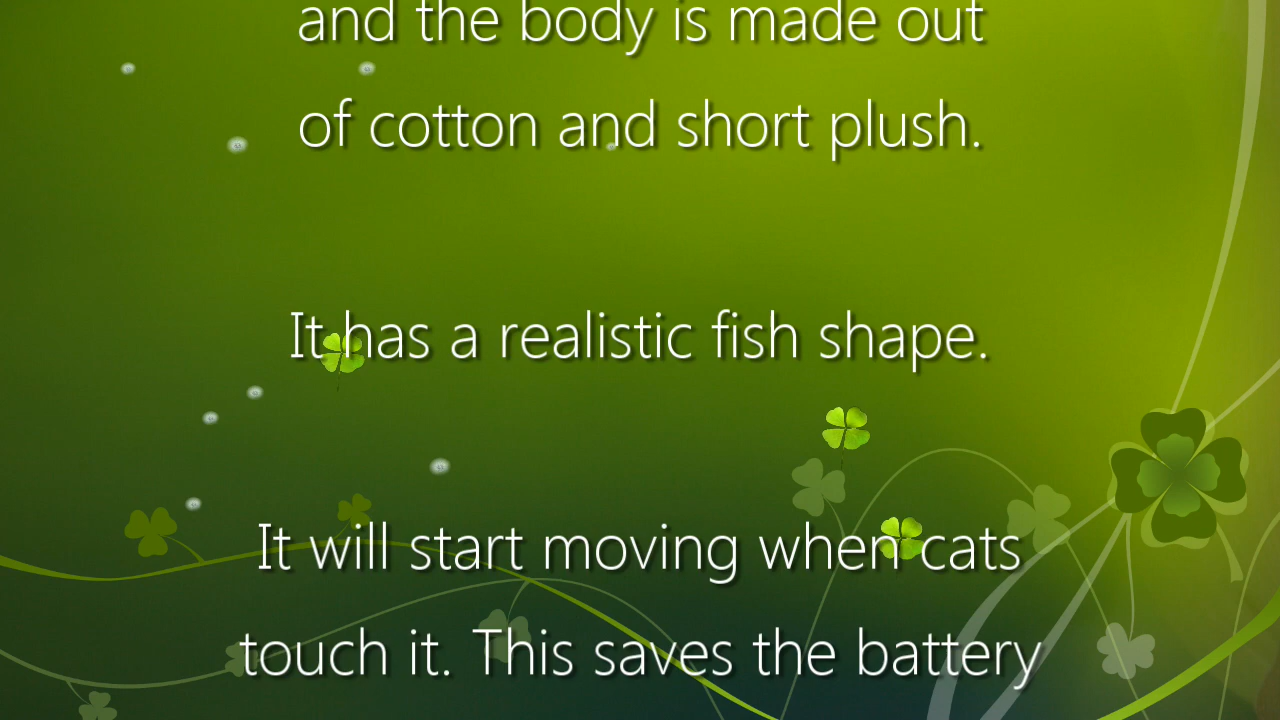 and the body is made out
of cotton and short plush.
It has a realistic fish shape.
It will start moving when cats
touch it. This saves the battery